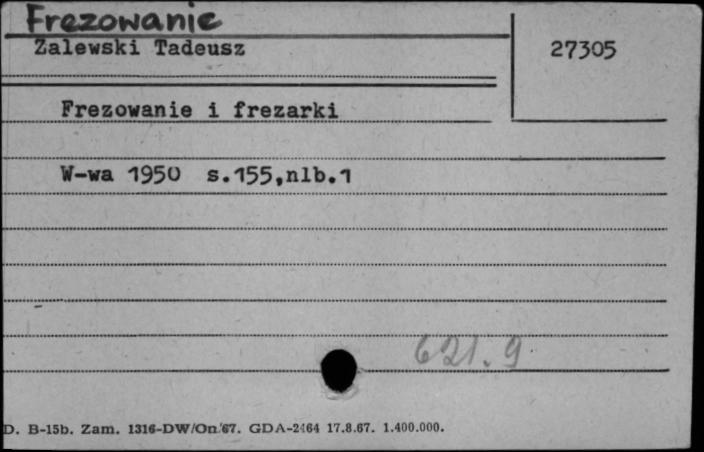 Frezowanie
Zalewski Tadeusz
27305
Frezowanie i frezarki
W-wa 1950 s.155,nlb.1
621.9
D. B-15b. Zam. 1316-DW/On.'67. GDA-2464 17.8.67. 1.400.000.